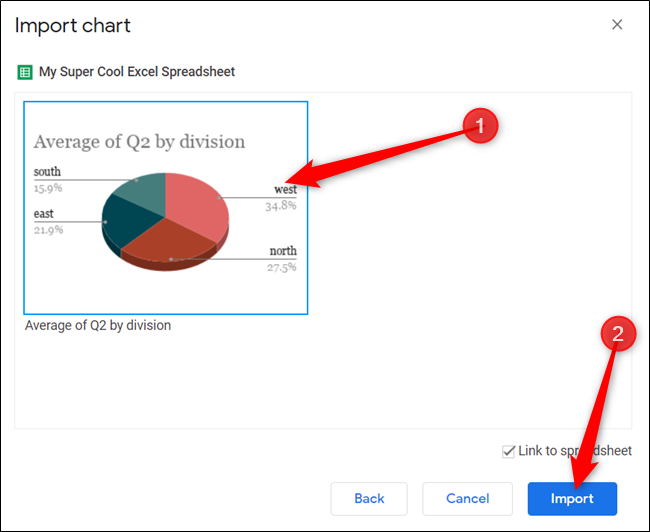 Import chart
My Super Cool Excel Spreadsheet
1
Average of Q2 by division
south
15.9%
west
34.8%
east
21.9%
north
27.5%
Average of Q2 by division
2
Link to spreadsheet
Back
Cancel
Import